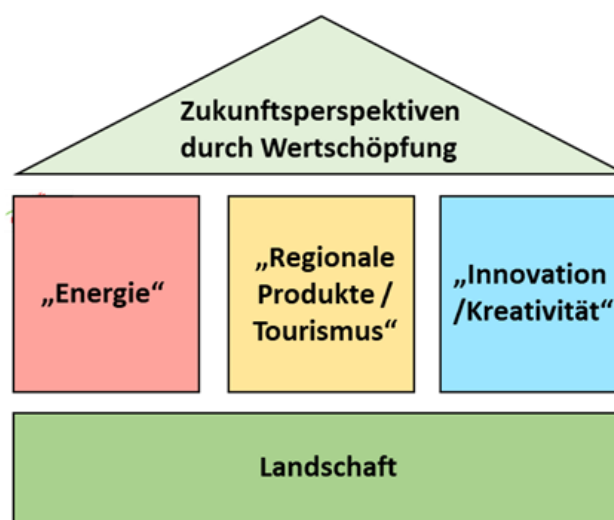 Zukunftsperspektiven
durch Wertschöpfung
„Energie“
„Regionale
Produkte /
Tourismus“
„Innovation
/Kreativität“
Landschaft